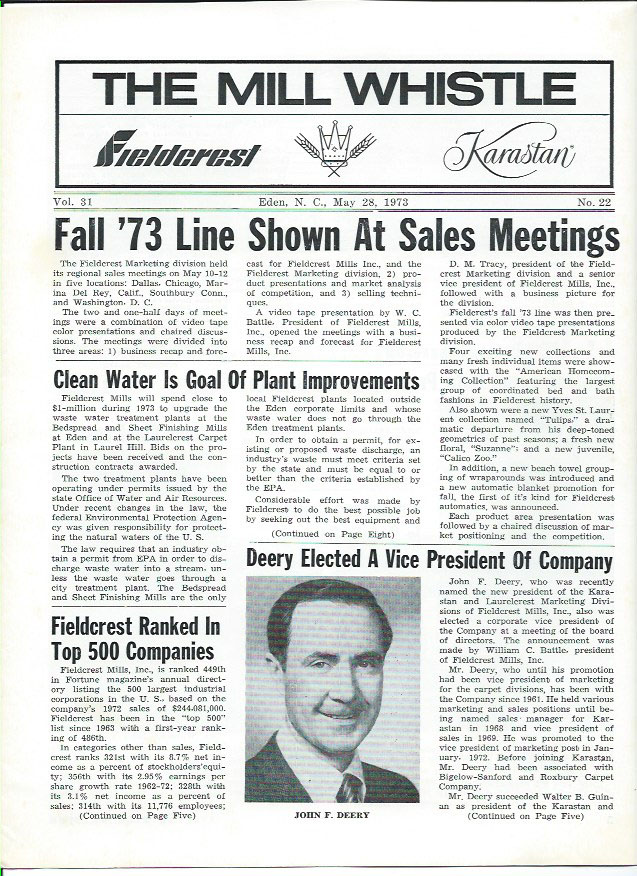 THE MILL WHISTLE
Fieldcrest
Karastan®
Vol. 31
Eden, N. C., May 28, 1973
No. 22
Fall '73 Line Shown At Sales Meetings
The Fieldcrest Marketing division held
its regional sales meetings on May 10-12
in five locations: Dallas, Chicago, Mar-
ina Del Rey, Calif., Southbury Conn.,
and Washington D. C.
The two and one-half days of meet-
ings were a combination of video tape
color presentations and chaired discus-
sions. The meetings were divided into
three areas: 1) business recap and fore-
cast for Fieldcrest Mills Inc., and the
Fieldcrest Marketing division, 2) pro-
duct presentations and market analysis
of competition, and 3) selling techni-
ques.
A video tape presentation by W. C.
Battle, President of Fieldcrest Mills,
Inc., opened the meetings with a busi-
ness recap and forecast for Fieldcrest
Mills, Inc.
D. M. Tracy, president of the Field-
crest Marketing division and a senior
vice president of Fieldcrest Mills, Inc.,
followed with a business picture for
the division.
Fieldcrest's fall '73 line was then pre-
sented via color video tape presentations
produced by the Fieldcrest Marketing
division.
Four exciting new collections and
many fresh individual items were show-
cased with the "American Homecom-
ing Collection" featuring the largest
group of coordinated bed and bath
fashions in Fieldcrest history.
Also shown were a new Yves St. Laur-
ent collection named "Tulips," a dra-
matic departure from his deep-toned
geometrics of past seasons; a fresh new
floral, "Suzanne"; and a new juvenile,
"Calico Zoo."
In addition, a new beach towel group-
ing of wraparounds was introduced and
a new automatic blanket promotion for
fall, the first of it's kind for Fieldcrest
automatics, was announced.
Each product area presentation was
followed by a chaired discussion of mar-
ket positioning and the competition.
Clean Water Is Goal Of Plant Improvements
Fieldcrest Mills will spend close to
$1-million during 1973 to upgrade the
waste water treatment plants at the
Bedspread and Sheet Finishing Mills
at Eden and at the Laurelcrest Carpet
Plant in Laurel Hill. Bids on the pro-
jects have been received and the con-
struction contracts awarded.
The two treatment plants have been
operating under permits issued by the
state Office of Water and Air Resources.
Under recent changes in the law, the
federal Environmental Protection Agen-
cy was given responsibility for protect-
ing the natural waters of the U. S.
The law requires that an industry ob-
tain a permit from EPA in order to dis-
charge waste water into a stream, un-
less the waste water goes through a
city treatment plant. The Bedspread
and Sheet Finishing Mills are the only
local Fieldcrest plants located outside
the Eden corporate limits and whose
waste water does not go through the
Eden treatment plants.
In order to obtain a permit, for ex-
isting or proposed waste discharge, an
industry's waste must meet criteria set
by the state and must be equal to or
better than the criteria established by
the EPA.
Considerable effort was made by
Fieldcrest to do the best possible job
by seeking out the best equipment and
(Continued on Page Eight)
Fieldcrest Ranked In
Top 500 Companies
Fieldcrest Mills, Inc., is ranked 449th
in Fortune magazine's annual direct-
ory listing the 500 largest industrial
corporations in the U. S., based on the
company's 1972 sales of $244,081,000.
Fieldcrest has been in the "top 500"
list since 1963 with a first-year rank-
ing of 486th.
In categories other than sales, Field-
crest ranks 321st with its 8.7% net in-
come as a percent of stockholders'equi-
ty; 356th with its 2.95% earnings per
share growth rate 1962-72; 328th with
its 3.1% net income as a percent of
sales; 314th with its 11,776 employees;
(Continued on Page Five)
Deery Elected A Vice President Of Company
JOHN F. DEERY
John F. Deery, who was recently
named the new president of the Kara-
stan and Laurelcrest Marketing Divi-
sions of Fieldcrest Mills, Inc., also was
elected a corporate vice president of
the Company at a meeting of the board
of directors. The announcement was
made by William C. Battle, president
of Fieldcrest Mills, Inc.
Mr. Deery, who until his promotion
had been vice president of marketing
for the carpet divisions, has been with
the Company since 1961. He held various
marketing and sales positions until be-
ing named sales manager for Kar-
astan in 1968 and vice president of
sales in 1969. He was promoted to the
vice president of marketing post in Jan-
uary, 1972. Before joining Karastan,
Mr. Deery had been associated with
Bigelow-Sanford and Roxbury Carpet
Company.
Mr. Deery succeeded Walter B. Guin-
an as president of the Karastan and
(Continued on Page Five)